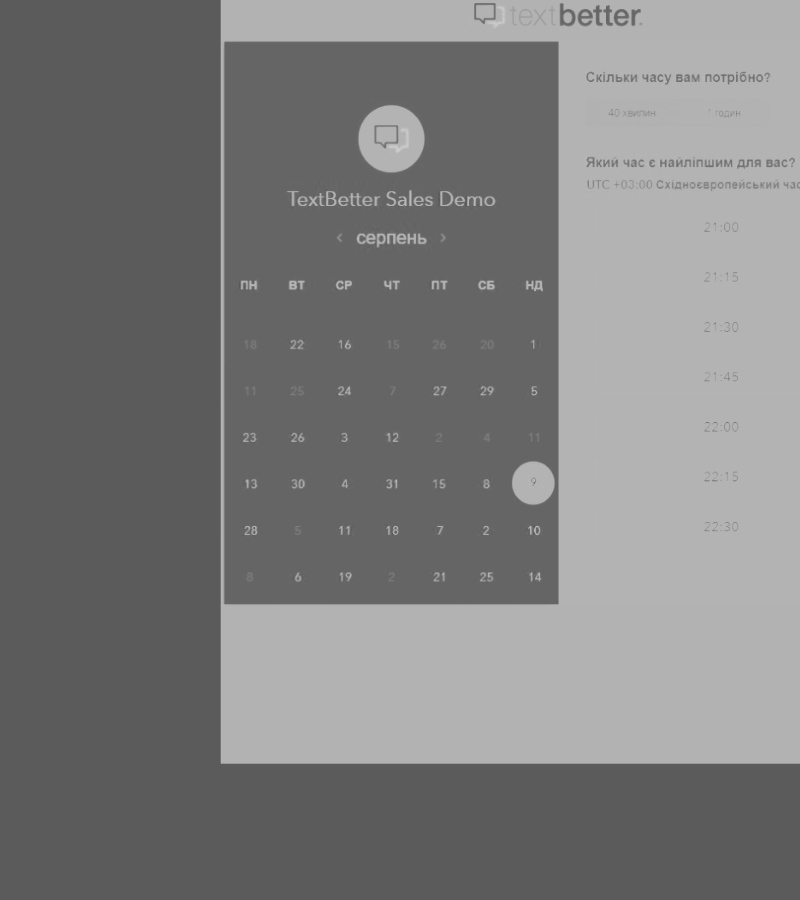 textbetter.
TextBetter Sales Demo
‹ серпень ›
ПН ВТ СР ЧТ ПТ СБ НД
18 22 16 15 26 20 1
11 25 24 7 27 29 5
23 26 3 12 2 4 11
13 30 4 31 15 8 9
28 5 11 18 7 2 10
8 6 19 2 21 25 14
Скільки часу вам потрібно?
40 хвилин годин
Який час є найліпшим для вас?
UTC +03:00 Східноєвропейський
21:00
21:15
21:30
21:45
22:00
22:15
22:30